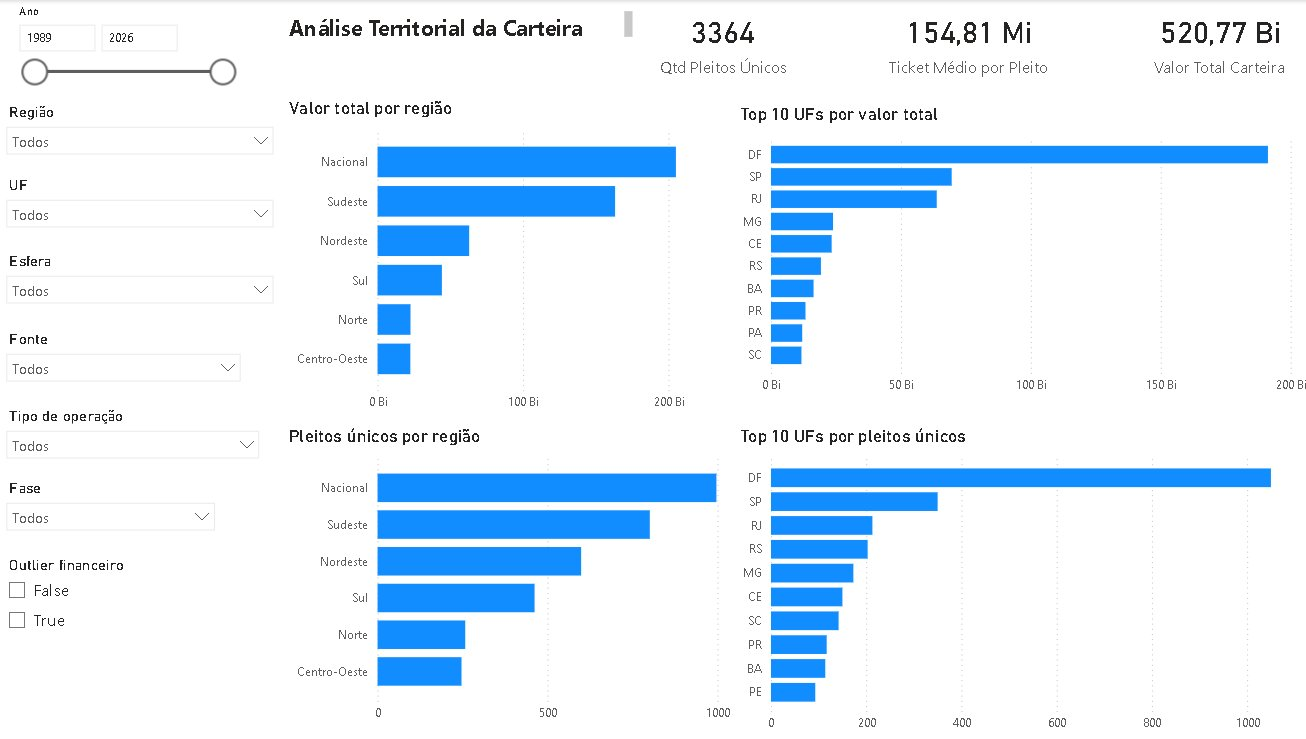 Ano
1989
2026
Região
Todos
UF
Todos
Esfera
Todos
Fonte
Todos
Tipo de operação
Todos
Fase
Todos
Outlier financeiro
False
True
Análise Territorial da Carteira
3364
Qtd Pleitos Únicos
154,81 Mi
Ticket Médio por Pleito
520,77 Bi
Valor Total Carteira
Valor total por região
Nacional
Sudeste
Nordeste
Sul
Norte
Centro-Oeste
0 Bi
100 Bi
200 Bi
Top 10 UFs por valor total
DF
SP
RJ
MG
CE
RS
BA
PR
PA
SC
0 Bi
50 Bi
100 Bi
150 Bi
200 Bi
Pleitos únicos por região
Nacional
Sudeste
Nordeste
Sul
Norte
Centro-Oeste
0
500
1000
Top 10 UFs por pleitos únicos
DF
SP
RJ
RS
MG
CE
SC
PR
BA
PE
0
200
400
600
800
1000